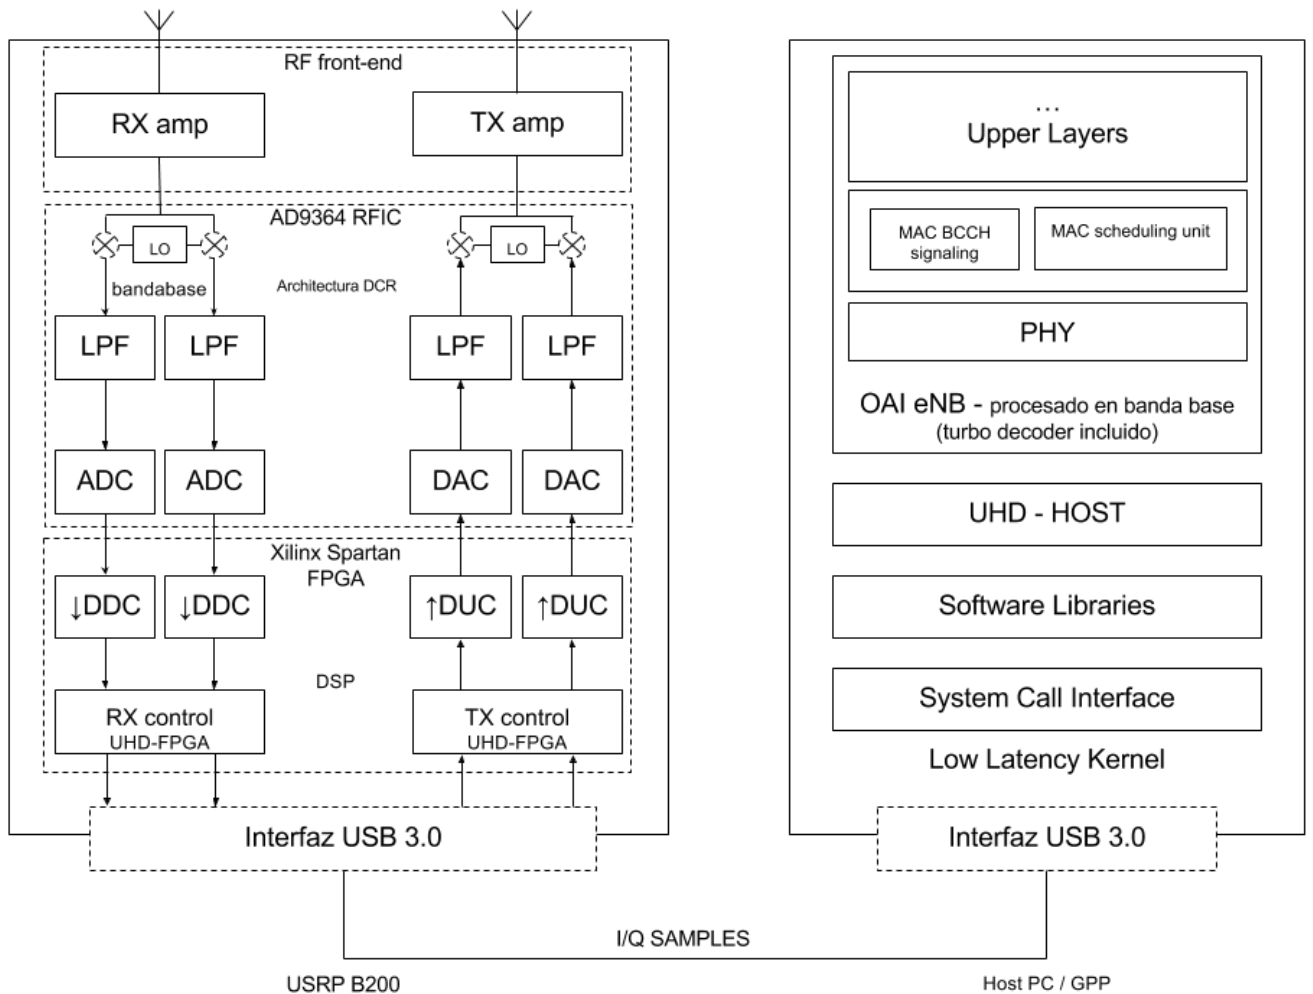 RF front-end
RX amp
TX amp
AD9364 RFIC
LO
LO
bandabase
Architectura DCR
LPF
LPF
LPF
LPF
ADC
ADC
DAC
DAC
Xilinx Spartan
FPGA
↓DDC
↓DDC
↑DUC
↑DUC
DSP
RX control
UHD-FPGA
TX control
UHD-FPGA
Interfaz USB 3.0
...
Upper Layers
MAC BCCH
signaling
MAC scheduling unit
PHY
OAI eNB - procesado en banda base
(turbo decoder incluido)
UHD - HOST
Software Libraries
System Call Interface
Low Latency Kernel
Interfaz USB 3.0
I/Q SAMPLES
USRP B200
Host PC / GPP